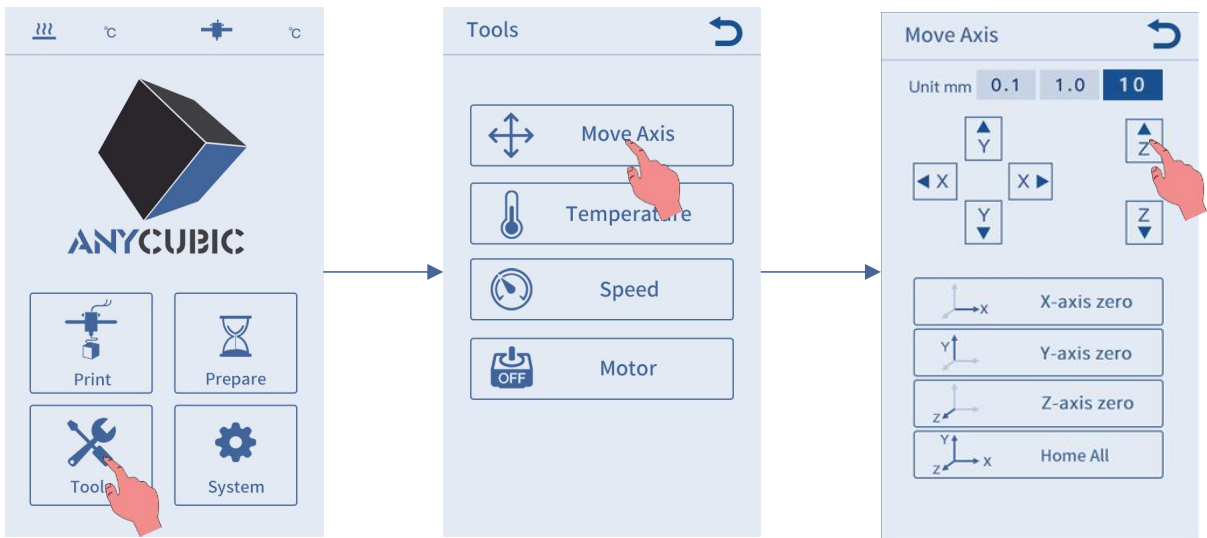 ℃ ℃
ANYCUBIC
Print Prepare
Tools System
Tools
Move Axis
Temperature
Speed
OFF Motor
Move Axis
Unit mm 0.1 1.0 10
Y Z
X X
Y Z
X X-axis zero
Y Y-axis zero
Z Z-axis zero
Y Z X Home All